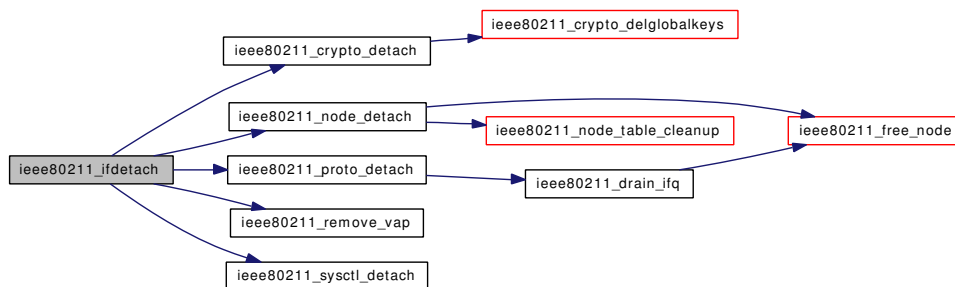 ieee80211_crypto_delglobalkeys
ieee80211_crypto_detach
ieee80211_node_detach
ieee80211_node_table_cleanup
ieee80211_free_node
ieee80211_ifdetach
ieee80211_proto_detach
ieee80211_drain_ifq
ieee80211_remove_vap
ieee80211_sysctl_detach